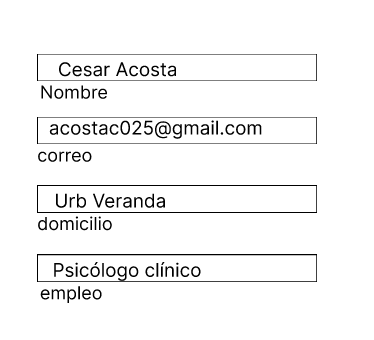 Cesar Acosta
Nombre
acostac025@gmail.com
correo
Urb Veranda
domicilio
Psicólogo clínico
empleo